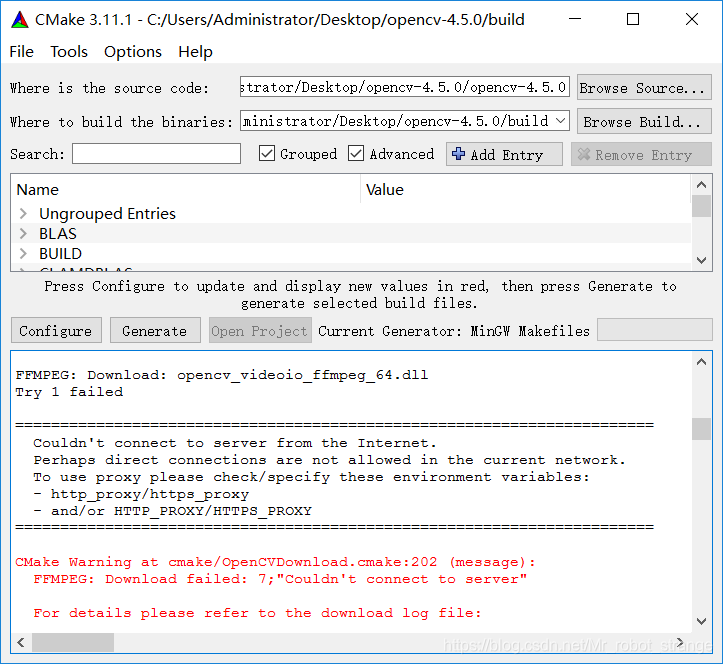 CMake 3.11.1 - C:/Users/Administrator/Desktop/opencv-4.5.0/build
File Tools Options Help
Where is the source code: strator/Desktop/opencv-4.5.0/opencv-4.5.0 Browse Source...
Where to build the binaries: ministrator/Desktop/opencv-4.5.0/build Browse Build...
Search: Grouped Advanced Add Entry Remove Entry
Name Value
Ungrouped Entries
BLAS
BUILD
CLAMDBLAS
Press Configure to update and display new values in red, then press Generate to
generate selected build files.
Configure Generate Open Project Current Generator: MinGW Makefiles
FFMPEG: Download: opencv_videoio_ffmpeg_64.dll
Try 1 failed
=======================================================================
Couldn't connect to server from the Internet.
Perhaps direct connections are not allowed in the current network.
To use proxy please check/specify these environment variables:
- http_proxy/https_proxy
- and/or HTTP_PROXY/HTTPS_PROXY
=======================================================================
CMake Warning at cmake/OpenCVDownload.cmake:202 (message):
FFMPEG: Download failed: 7;"Couldn't connect to server"
For details please refer to the download log file:
https://blog.csdn.net/Mr_robot_strange